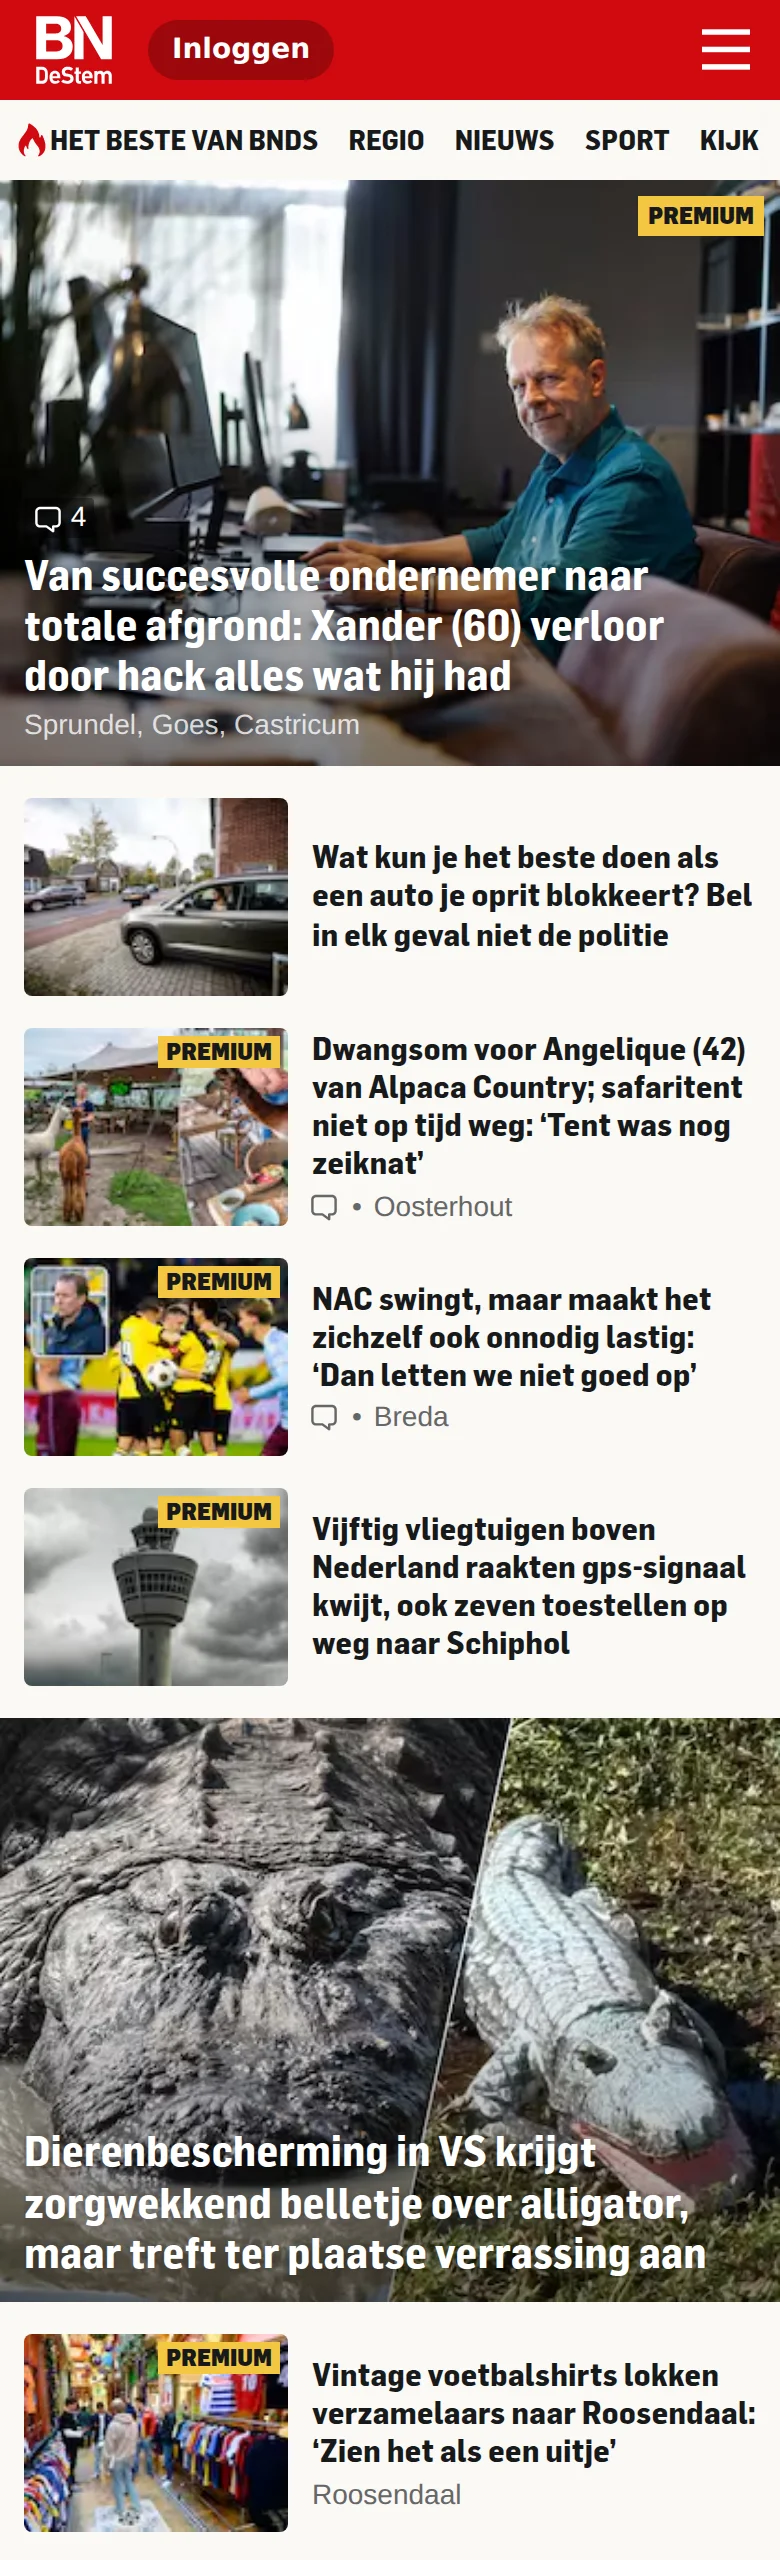 BN
DeStem
Inloggen
HET BESTE VAN BNDS REGIO NIEUWS SPORT KIJK
PREMIUM
4
Van succesvolle ondernemer naar
totale afgrond: Xander (60) verloor
door hack alles wat hij had
Sprundel, Goes, Castricum
Wat kun je het beste doen als
een auto je oprit blokkeert? Bel
in elk geval niet de politie
PREMIUM
Dwangsom voor Angelique (42)
van Alpaca Country; safaritent
niet op tijd weg: ‘Tent was nog
zeiknat’
• Oosterhout
PREMIUM
NAC swingt, maar maakt het
zichzelf ook onnodig lastig:
‘Dan letten we niet goed op’
• Breda
PREMIUM
Vijftig vliegtuigen boven
Nederland raakten gps-signaal
kwijt, ook zeven toestellen op
weg naar Schiphol
Dierenbescherming in VS krijgt
zorgwekkend belletje over alligator,
maar treft ter plaatse verrassing aan
PREMIUM
Vintage voetbalshirts lokken
verzamelaars naar Roosendaal:
‘Zien het als een uitje’
Roosendaal